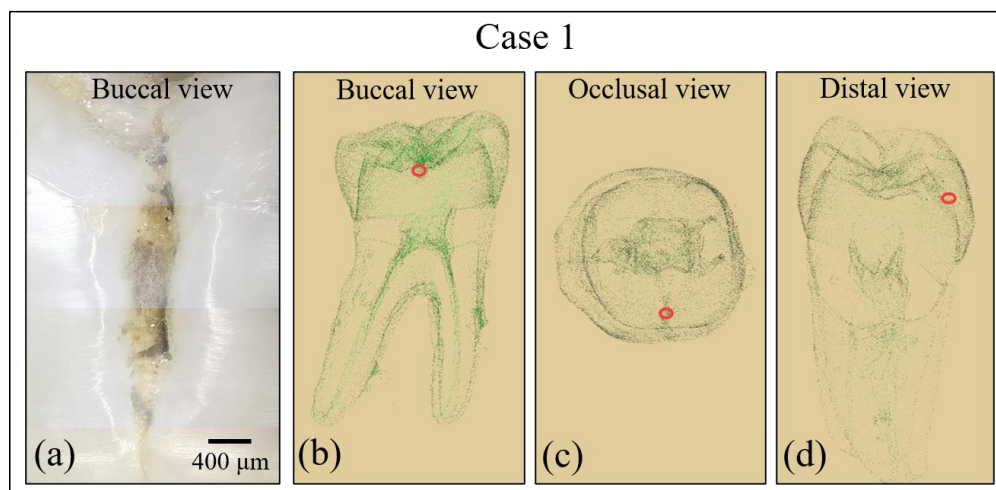 Case 1
Buccal view
Buccal view
Occlusal view
Distal view
(a)
400 μm
(b)
(c)
(d)